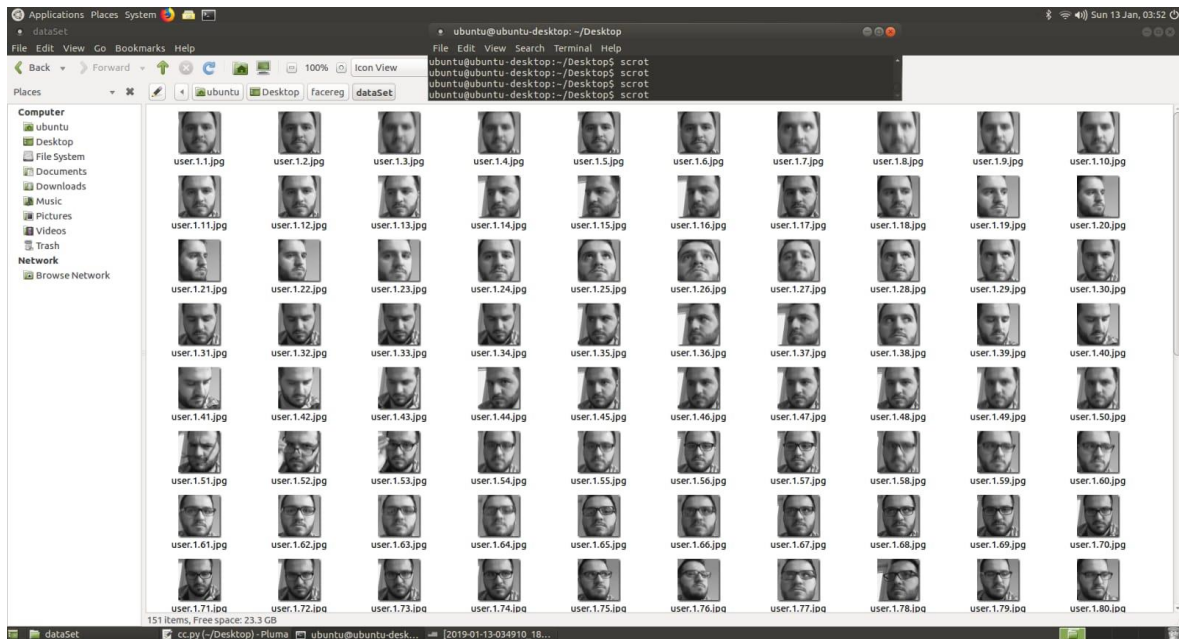 Applications Places System Sun 13 Jan, 03:52
dataSet
ubuntu@ubuntu-desktop: ~/Desktop
File Edit View Go Bookmarks Help
File Edit View Search Terminal Help
Back Forward 100% Icon View
ubuntu@ubuntu-desktop:~/Desktop$ scrot
ubuntu@ubuntu-desktop:~/Desktop$ scrot
ubuntu@ubuntu-desktop:~/Desktop$ scrot
ubuntu@ubuntu-desktop:~/Desktop$ scrot
Places ubuntu Desktop facereg dataSet
Computer
ubuntu
Desktop
File System
Documents
Downloads
Music
Pictures
Videos
Trash
Network
Browse Network
user.1.1.jpg user.1.2.jpg user.1.3.jpg user.1.4.jpg user.1.5.jpg user.1.6.jpg user.1.7.jpg user.1.8.jpg user.1.9.jpg user.1.10.jpg
user.1.11.jpg user.1.12.jpg user.1.13.jpg user.1.14.jpg user.1.15.jpg user.1.16.jpg user.1.17.jpg user.1.18.jpg user.1.19.jpg user.1.20.jpg
user.1.21.jpg user.1.22.jpg user.1.23.jpg user.1.24.jpg user.1.25.jpg user.1.26.jpg user.1.27.jpg user.1.28.jpg user.1.29.jpg user.1.30.jpg
user.1.31.jpg user.1.32.jpg user.1.33.jpg user.1.34.jpg user.1.35.jpg user.1.36.jpg user.1.37.jpg user.1.38.jpg user.1.39.jpg user.1.40.jpg
user.1.41.jpg user.1.42.jpg user.1.43.jpg user.1.44.jpg user.1.45.jpg user.1.46.jpg user.1.47.jpg user.1.48.jpg user.1.49.jpg user.1.50.jpg
user.1.51.jpg user.1.52.jpg user.1.53.jpg user.1.54.jpg user.1.55.jpg user.1.56.jpg user.1.57.jpg user.1.58.jpg user.1.59.jpg user.1.60.jpg
user.1.61.jpg user.1.62.jpg user.1.63.jpg user.1.64.jpg user.1.65.jpg user.1.66.jpg user.1.67.jpg user.1.68.jpg user.1.69.jpg user.1.70.jpg
user.1.71.jpg user.1.72.jpg user.1.73.jpg user.1.74.jpg user.1.75.jpg user.1.76.jpg user.1.77.jpg user.1.78.jpg user.1.79.jpg user.1.80.jpg
151 items, Free space: 23.3 GB
dataSet cc.py (~/Desktop) - Pluma ubuntu@ubuntu-desk... [2019-01-13-034910_18...